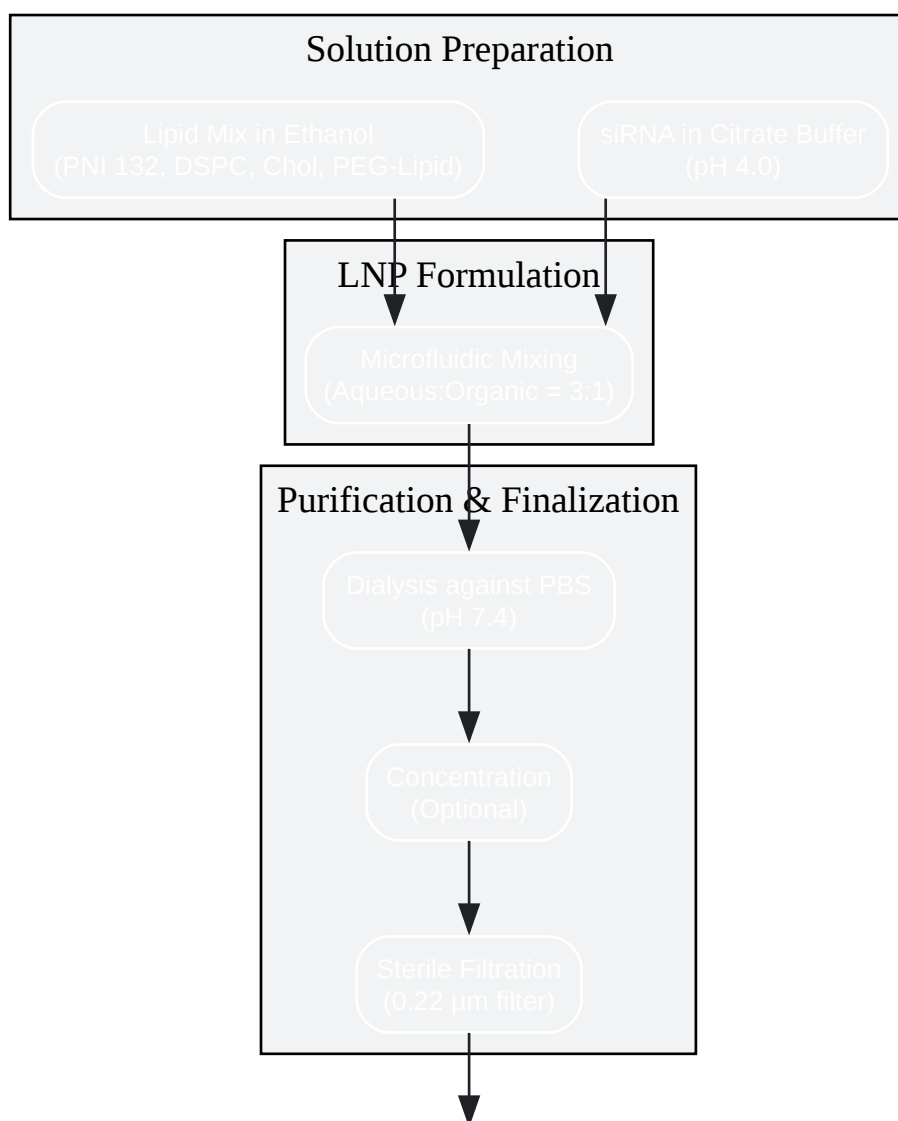 Solution Preparation
Lipid Mix in Ethanol
(PNI 132, DSPC, Chol, PEG-Lipid)
siRNA in Citrate Buffer
(pH 4.0)
LNP Formulation
Microfluidic Mixing
(Aqueous:Organic = 3:1)
Purification & Finalization
Dialysis against PBS
(pH 7.4)
Concentration
(Optional)
Sterile Filtration
(0.22 µm filter)